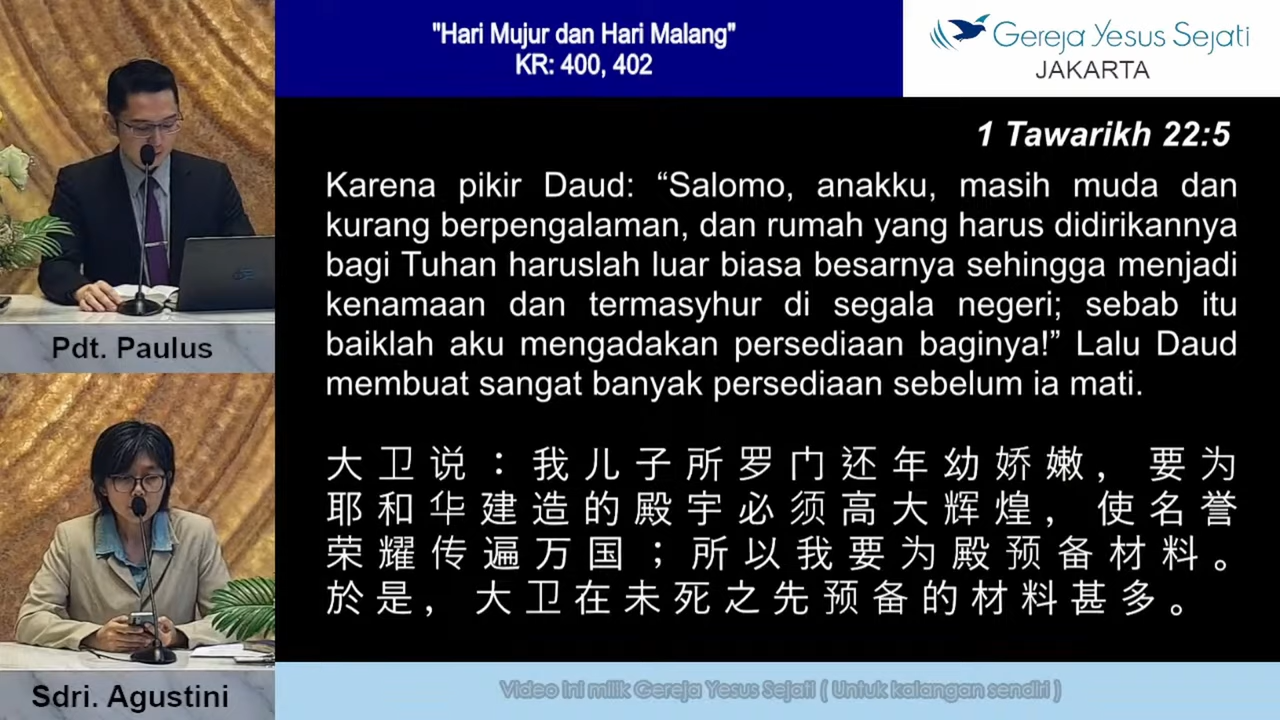 "Hari Mujur dan Hari Malang"
KR: 400, 402
Gereja Yesus Sejati
JAKARTA
1 Tawarikh 22:5
Karena pikir Daud: “Salomo, anakku, masih muda dan
kurang berpengalaman, dan rumah yang harus didirikannya
bagi Tuhan haruslah luar biasa besarnya sehingga menjadi
kenamaan dan termasyhur di segala negeri; sebab itu
baiklah aku mengadakan persediaan baginya!” Lalu Daud
membuat sangat banyak persediaan sebelum ia mati.
大卫说：我儿子所罗门还年幼娇嫩，要为
耶和华建造的殿宇必须高大辉煌，使名誉
荣耀传遍万国；所以我要为殿预备材料。
於是，大卫在未死之先预备的材料甚多。
Pdt. Paulus
Sdri. Agustini
Video ini milik Gereja Yesus Sejati ( Untuk kalangan sendiri )